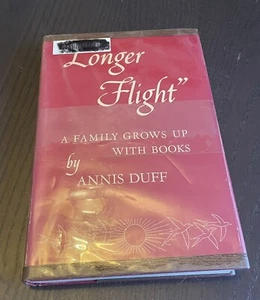 "Longer
Flight"
A FAMILY GROWS UP
WITH BOOKS
by
ANNIS DUFF